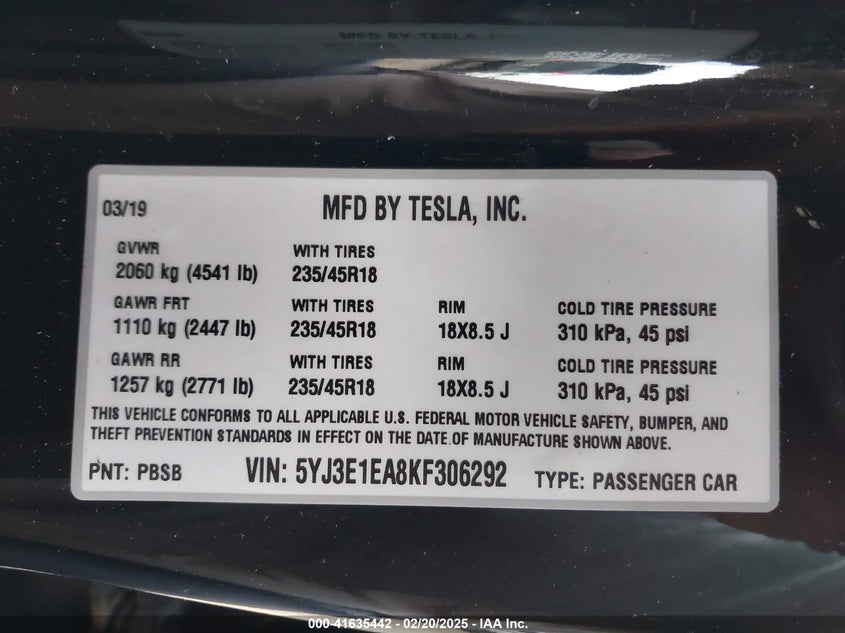 MFD BY TESLA, INC.
03/19
MFD BY TESLA, INC.
GVWR WITH TIRES
2060 kg (4541 lb) 235/45R18
GAWR FRT WITH TIRES RIM COLD TIRE PRESSURE
1110 kg (2447 lb) 235/45R18 18X8.5 J 310 kPa, 45 psi
GAWR RR WITH TIRES RIM COLD TIRE PRESSURE
1257 kg (2771 lb) 235/45R18 18X8.5 J 310 kPa, 45 psi
THIS VEHICLE CONFORMS TO ALL APPLICABLE U.S. FEDERAL MOTOR VEHICLE SAFETY, BUMPER, AND
THEFT PREVENTION STANDARDS IN EFFECT ON THE DATE OF MANUFACTURE SHOWN ABOVE.
PNT: PBSB VIN: 5YJ3E1EA8KF306292 TYPE: PASSENGER CAR
000-41635442 - 02/20/2025 - IAA Inc.